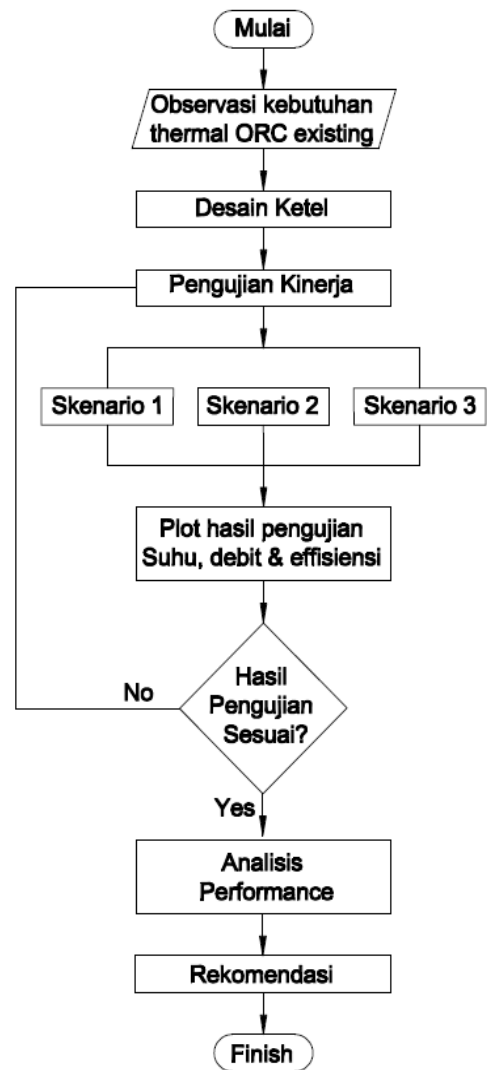 Mulai
Observasi kebutuhan
thermal ORC existing
Desain Ketel
Pengujian Kinerja
Skenario 1
Skenario 2
Skenario 3
Plot hasil pengujian
Suhu, debit & effisiensi
Hasil
Pengujian
Sesuai?
No
Yes
Analisis
Performance
Rekomendasi
Finish